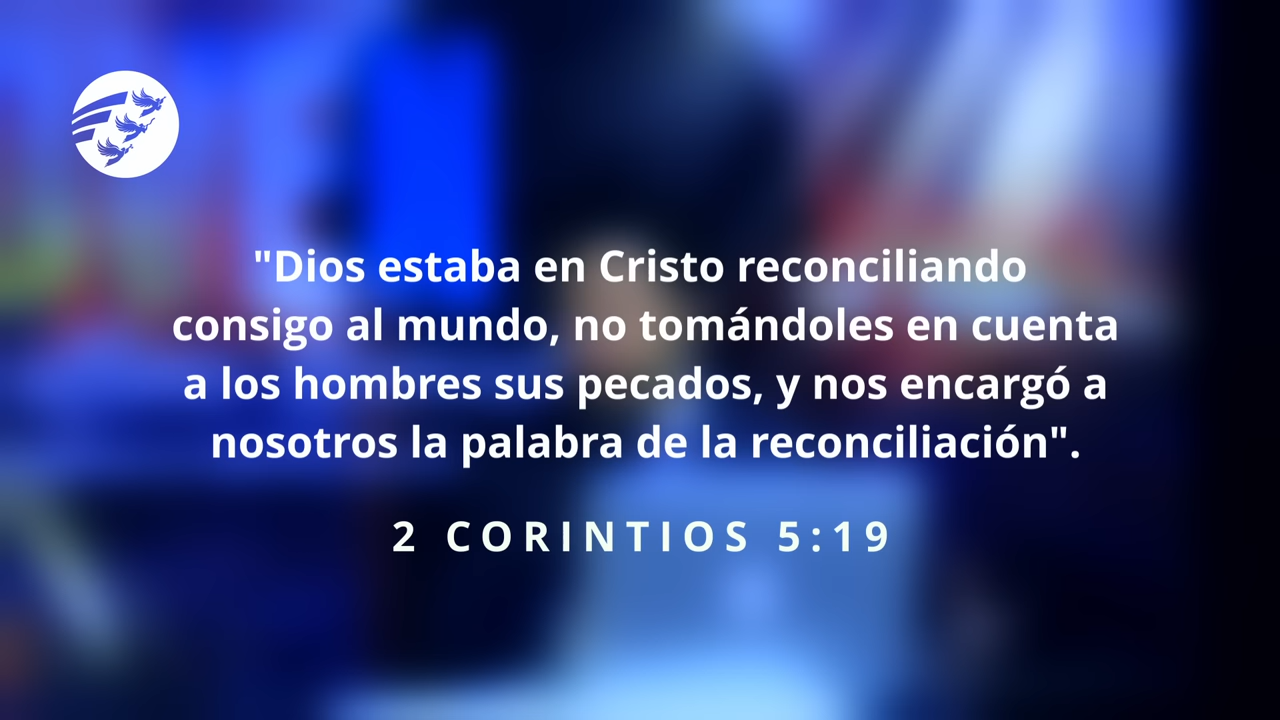 "Dios estaba en Cristo reconciliando
consigo al mundo, no tomándoles en cuenta
a los hombres sus pecados, y nos encargó a
nosotros la palabra de la reconciliación".
2 CORINTIOS 5:19